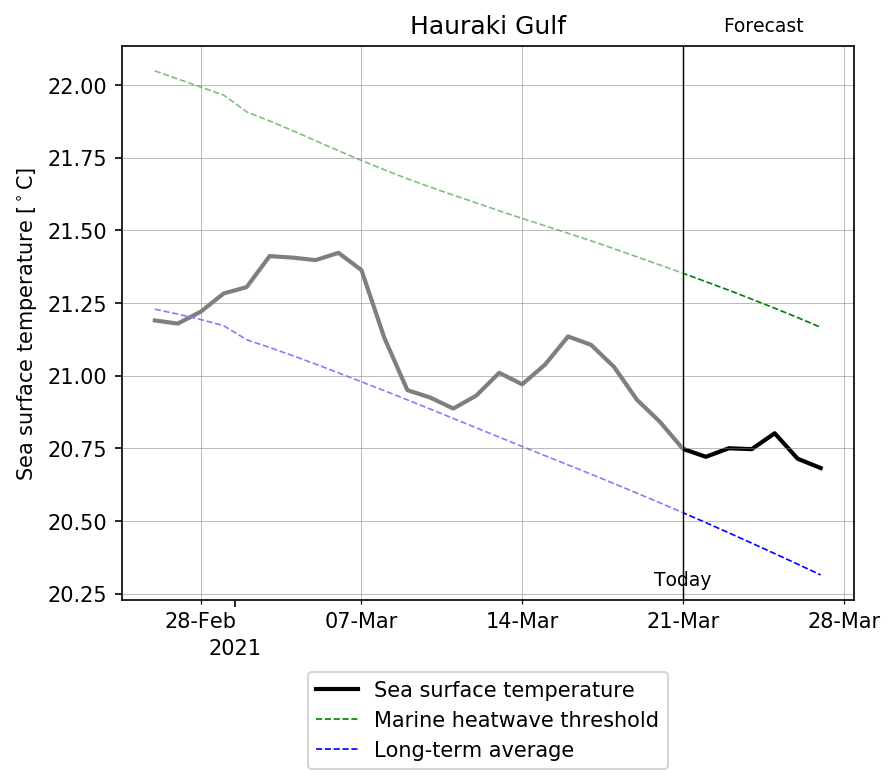 Hauraki Gulf
Forecast
Sea surface temperature [°C]
22.00
21.75
21.50
21.25
21.00
20.75
20.50
20.25
Today
28-Feb 07-Mar 14-Mar 21-Mar 28-Mar
2021
Sea surface temperature
Marine heatwave threshold
Long-term average